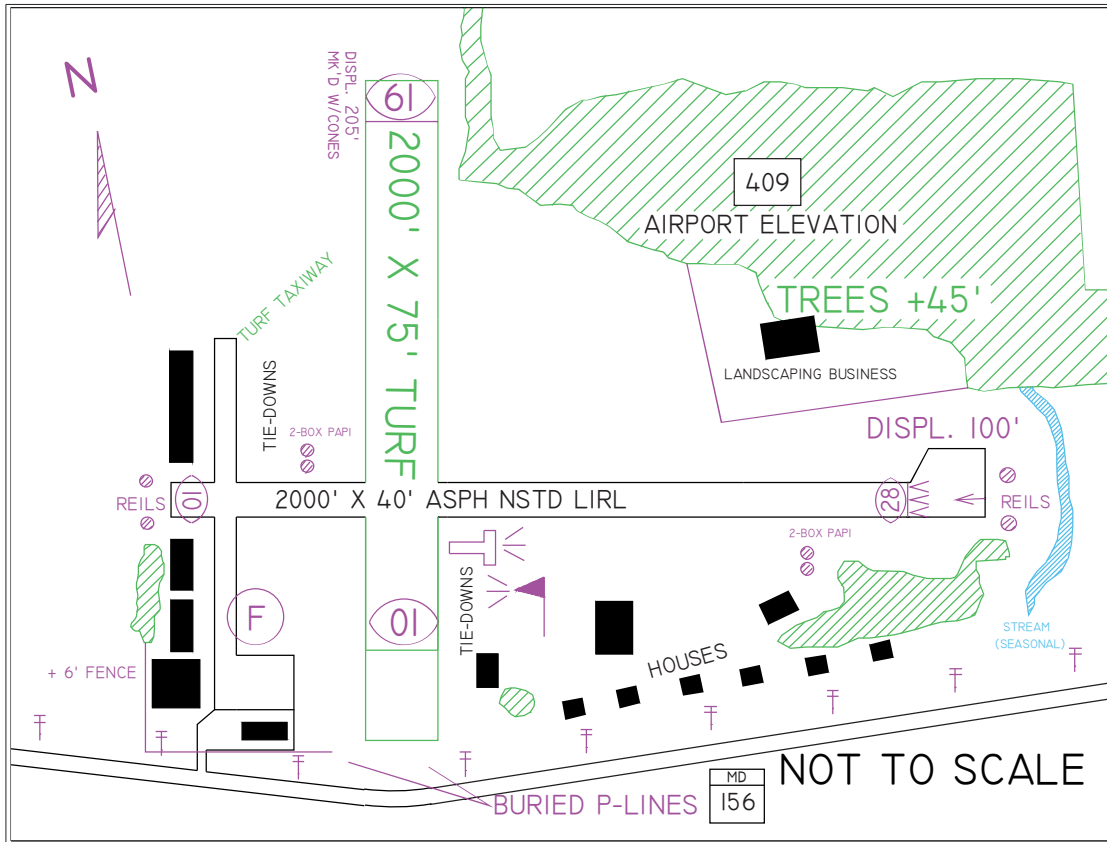 N
DISPL. 205'
MK'D W/CONES
19
2000' X 75' TURF
409
AIRPORT ELEVATION
TREES +45'
TURF TAXIWAY
LANDSCAPING BUSINESS
TIE-DOWNS
2-BOX PAPI
DISPL. 100'
REILS
10
2000' X 40' ASPH NSTD LIRL
28
REILS
2-BOX PAPI
TIE-DOWNS
F
01
STREAM
(SEASONAL)
HOUSES
+ 6' FENCE
NOT TO SCALE
BURIED P-LINES
MD
156